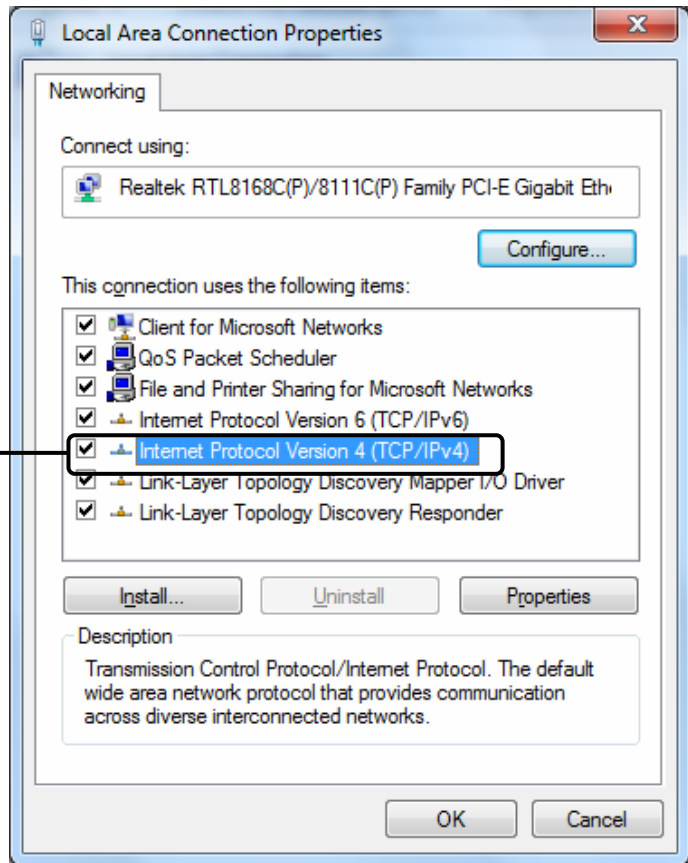 Local Area Connection Properties
Networking
Connect using:
Realtek RTL8168C(P)/8111C(P) Family PCI-E Gigabit Eth
Configure...
This connection uses the following items:
Client for Microsoft Networks
QoS Packet Scheduler
File and Printer Sharing for Microsoft Networks
Internet Protocol Version 6 (TCP/IPv6)
Internet Protocol Version 4 (TCP/IPv4)
Link-Layer Topology Discovery Mapper I/O Driver
Link-Layer Topology Discovery Responder
Install...
Uninstall
Properties
Description
Transmission Control Protocol/Internet Protocol. The default
wide area network protocol that provides communication
across diverse interconnected networks.
OK
Cancel